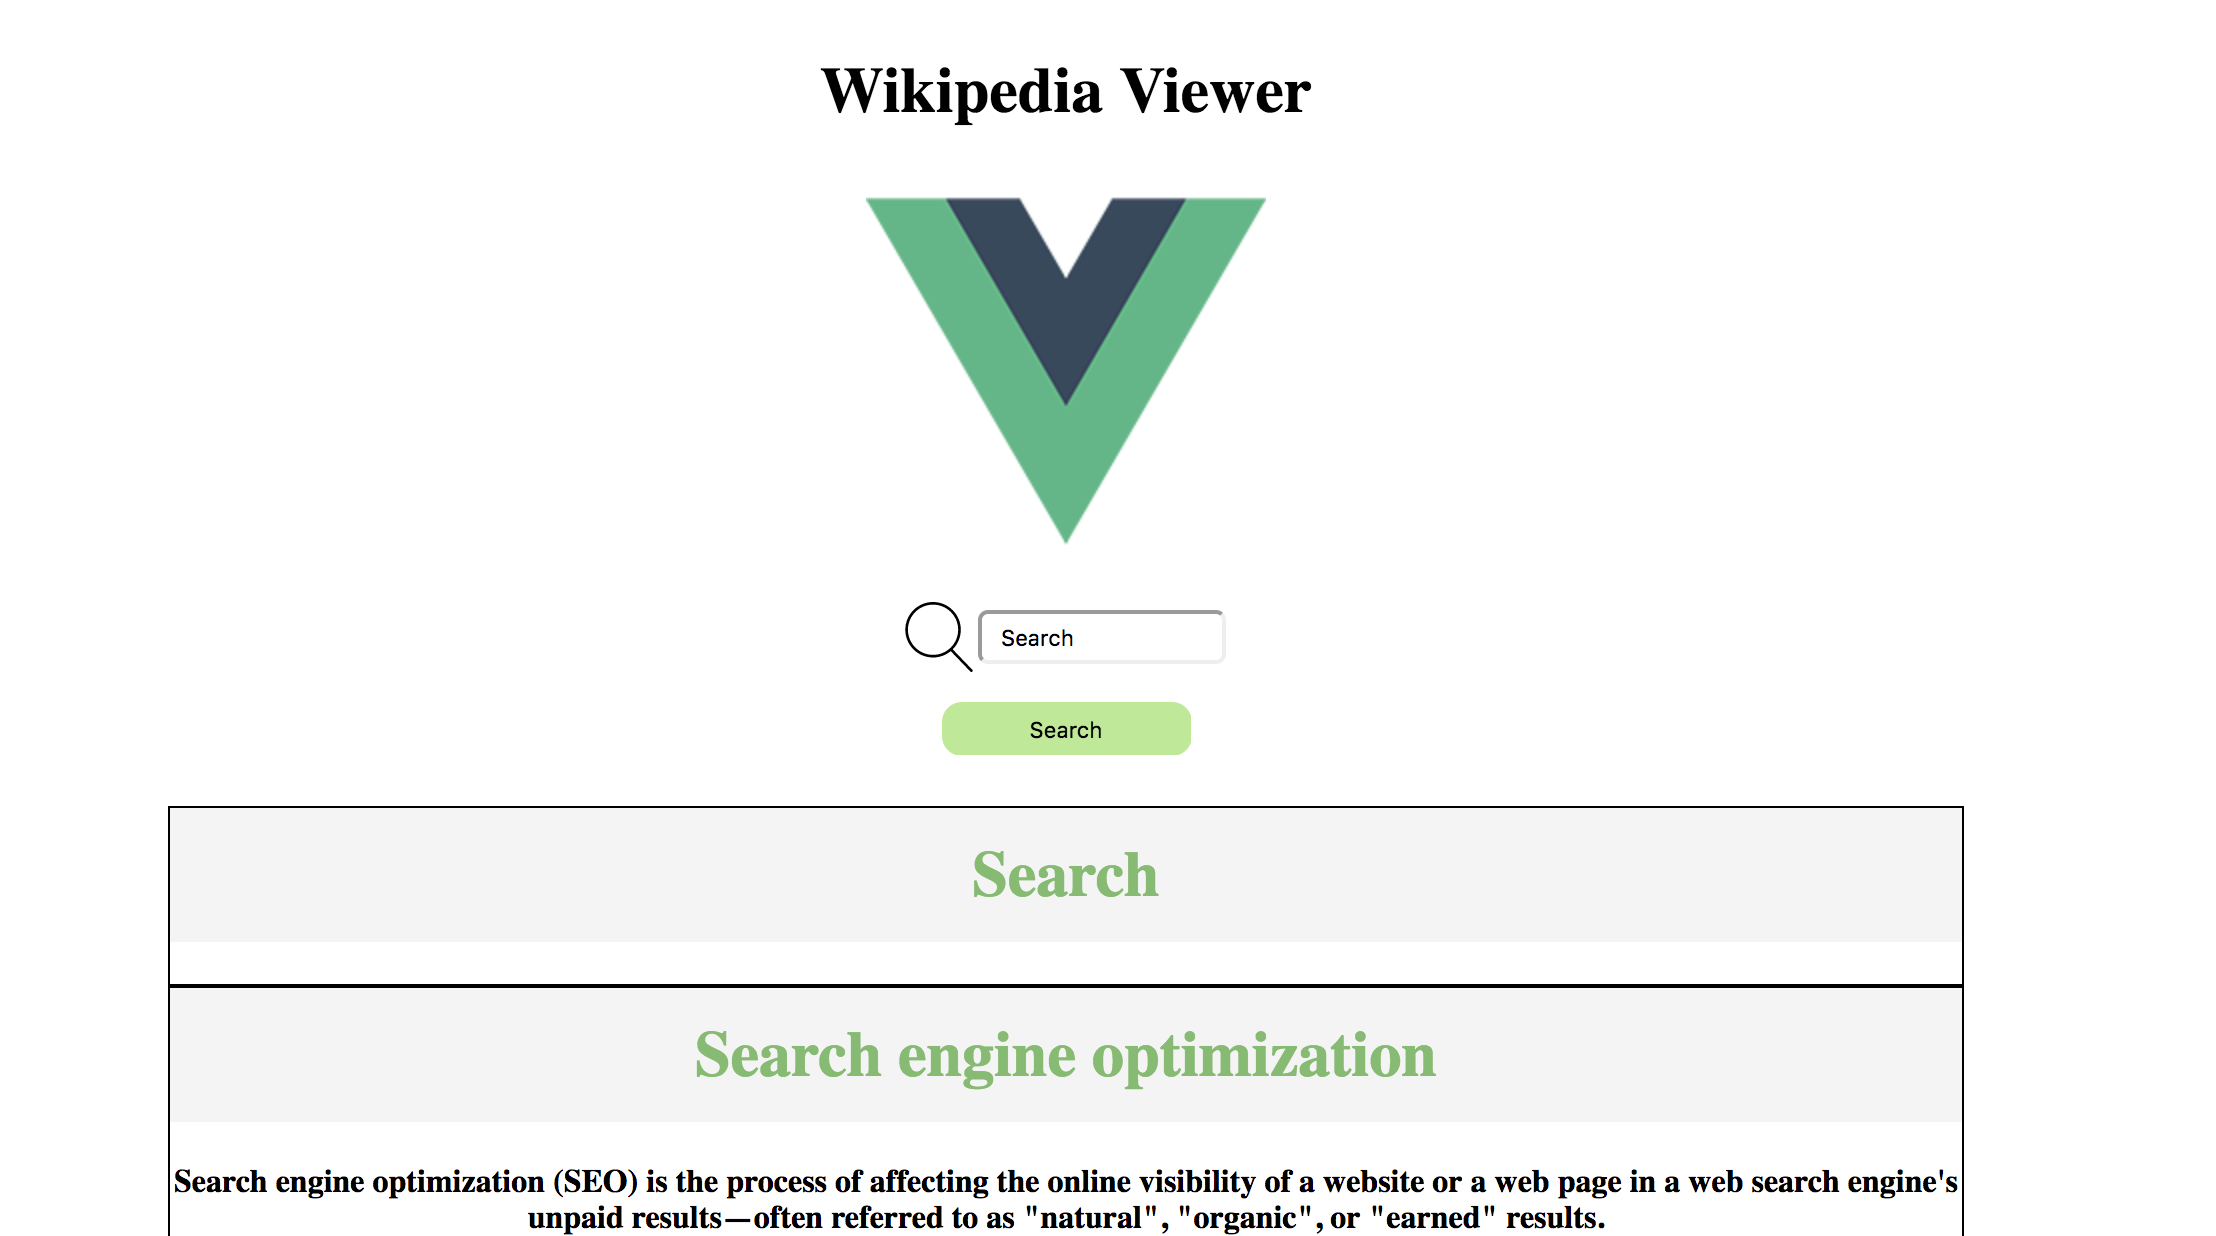 Wikipedia Viewer
Search
Search
Search
Search engine optimization
Search engine optimization (SEO) is the process of affecting the online visibility of a website or a web page in a web search engine's
unpaid results—often referred to as "natural", "organic", or "earned" results.